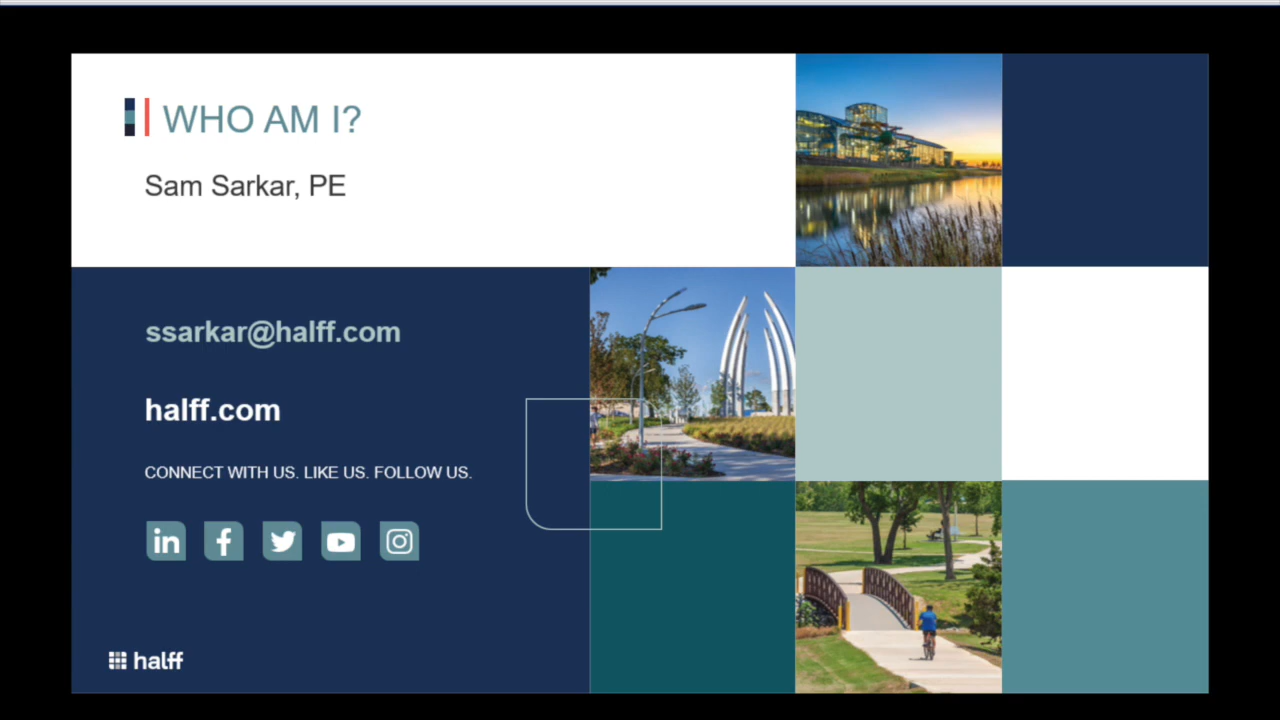 WHO AM I?
Sam Sarkar, PE
ssarkar@halff.com
halff.com
CONNECT WITH US. LIKE US. FOLLOW US.
halff